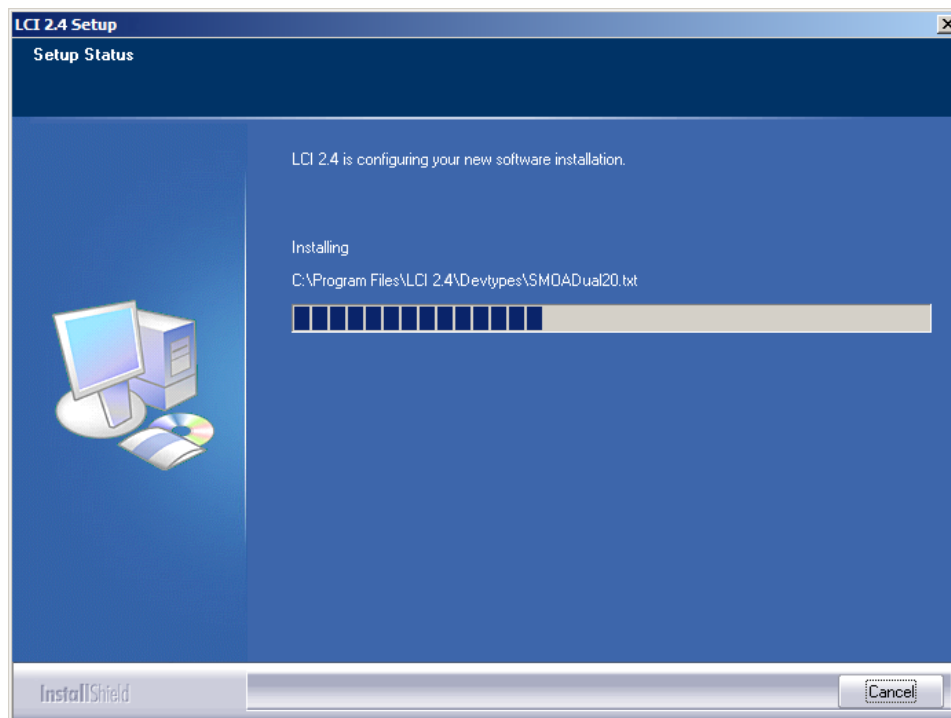 LCI 2.4 Setup
Setup Status
LCI 2.4 is configuring your new software installation.
Installing
C:\Program Files\LCI 2.4\Devtypes\SMOADual20.txt
InstallShield
Cancel